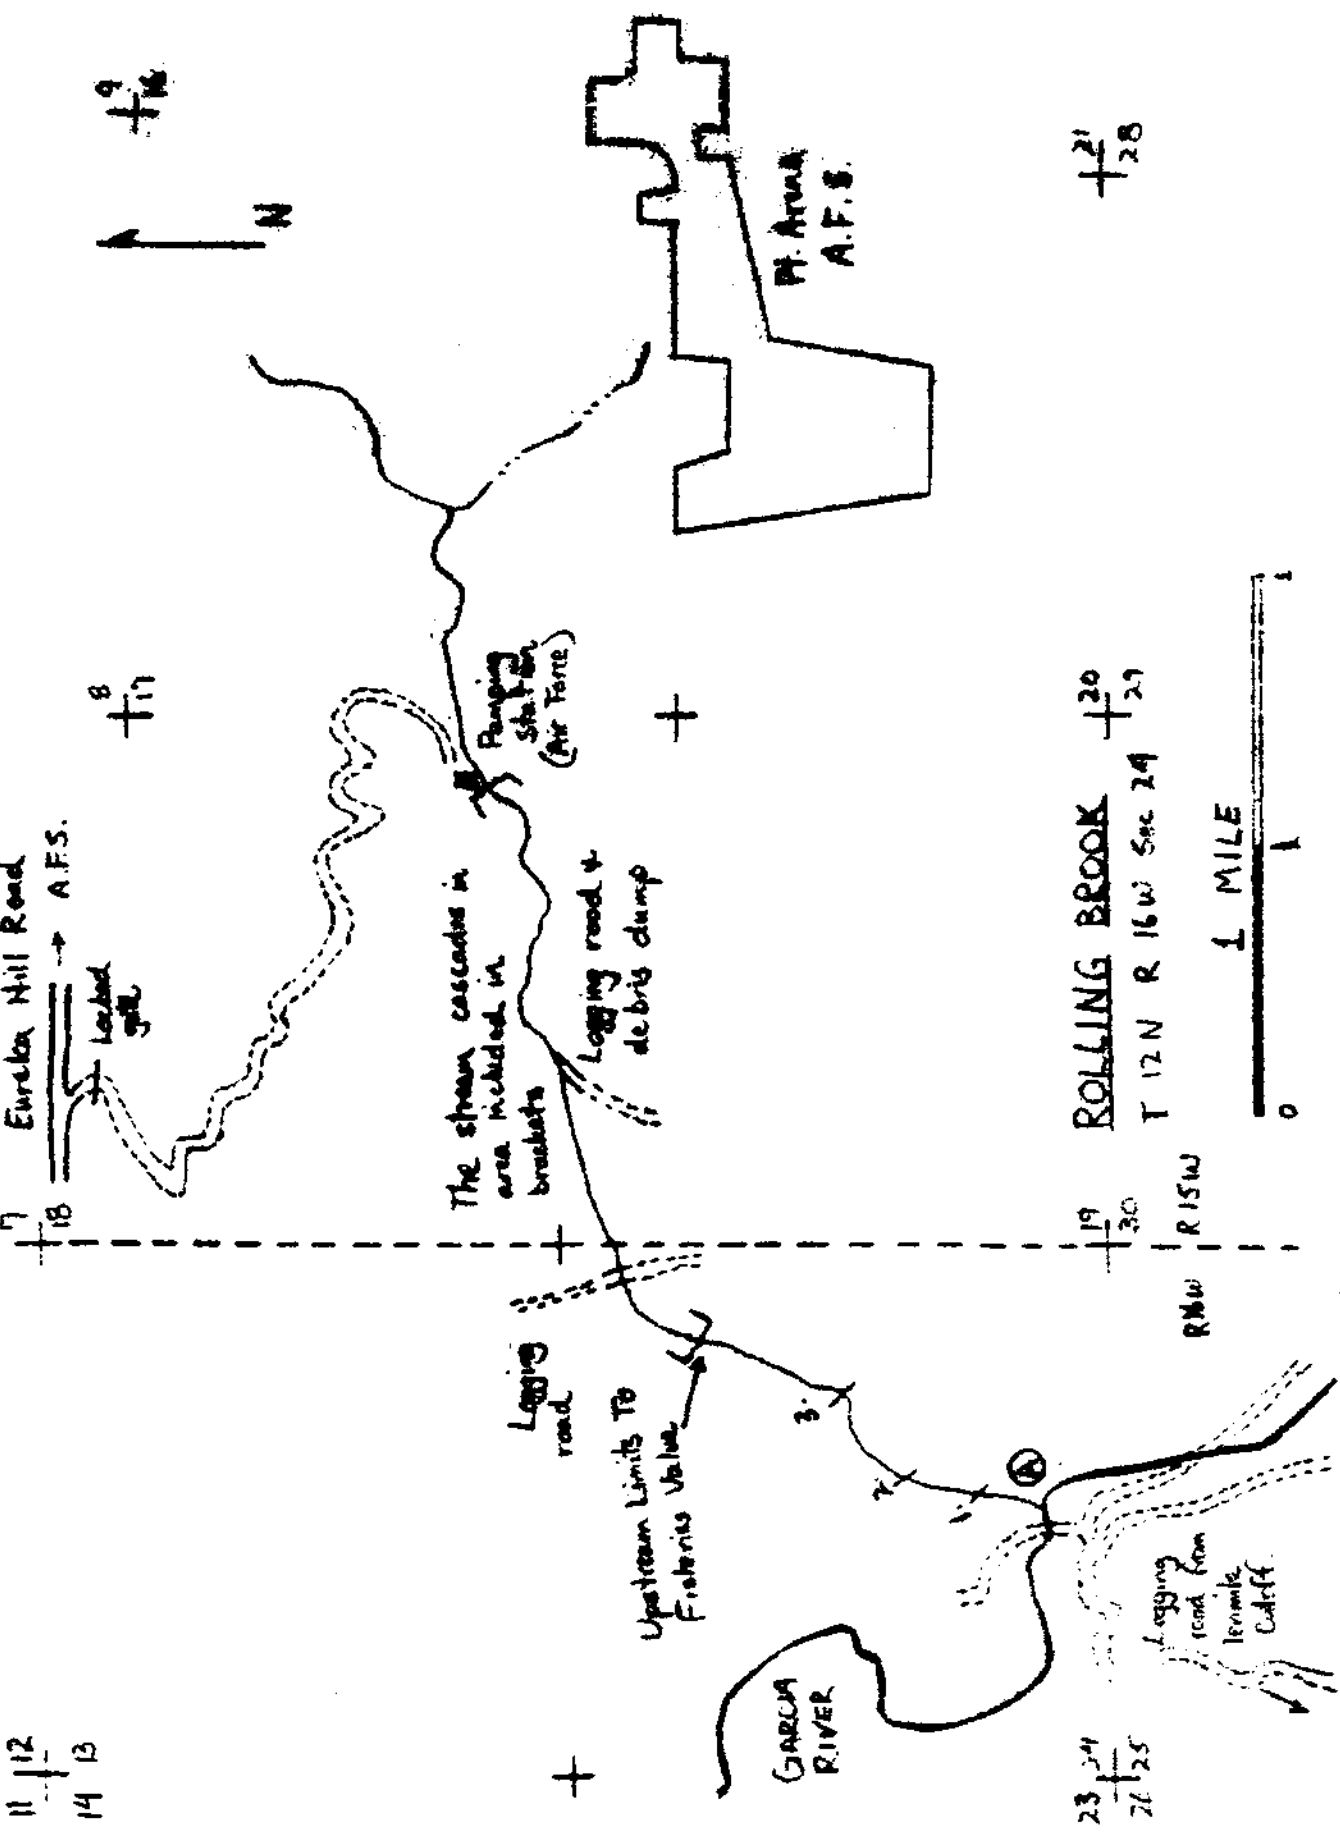 11 12
14 13
7
18
Eureka Hill Road
→ A.F.S.
Locked
gate
8
17
9
16
N
The stream cascades in
area included in
brackets
Pumping
Station
(Air Force)
Pt. Arena
A.F.S.
Logging road &
debris dump
Logging
road
Upstream Limits To
Fisheries Value
3.
2
1.
A
GARCIA
RIVER
Logging
road from
Tenmile
Cutoff
23 24
26 25
R16W
R15W
19
30
ROLLING BROOK
T 12 N R 16 W Sec 24
20
29
21
28
1 MILE
0
1
1